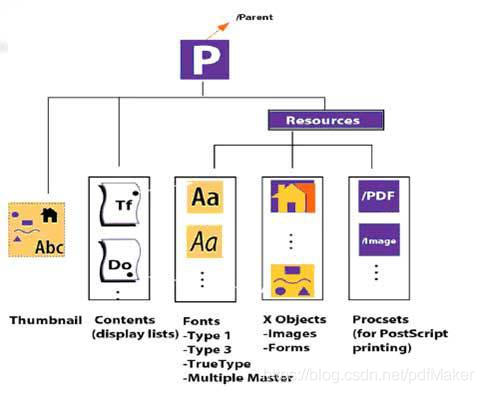 /Parent
P
Resources
Abc
Tf
Do
Aa
Aa
/PDF
/Image
Thumbnail
Contents
(display lists)
Fonts
-Type 1
-Type 3
-TrueType
-Multiple Master
X Objects
-Images
-Forms
Procsets
(for PostScript
printing)
https://blog.csdn.net/pdfMaker